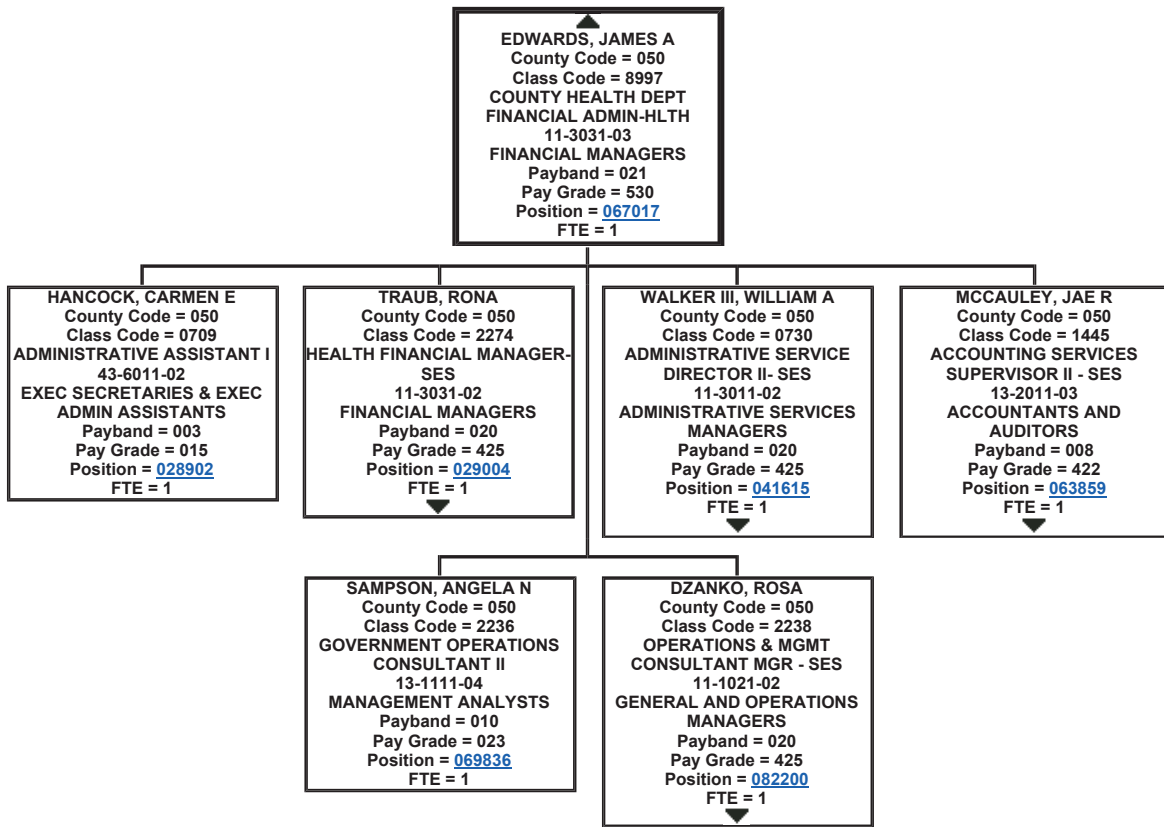 EDWARDS, JAMES A
County Code = 050
Class Code = 8997
COUNTY HEALTH DEPT
FINANCIAL ADMIN-HLTH
11-3031-03
FINANCIAL MANAGERS
Payband = 021
Pay Grade = 530
Position = 067017
FTE = 1
HANCOCK, CARMEN E
County Code = 050
Class Code = 0709
ADMINISTRATIVE ASSISTANT I
43-6011-02
EXEC SECRETARIES & EXEC
ADMIN ASSISTANTS
Payband = 003
Pay Grade = 015
Position = 028902
FTE = 1
TRAUB, RONA
County Code = 050
Class Code = 2274
HEALTH FINANCIAL MANAGER-
SES
11-3031-02
FINANCIAL MANAGERS
Payband = 020
Pay Grade = 425
Position = 029004
FTE = 1
WALKER III, WILLIAM A
County Code = 050
Class Code = 0730
ADMINISTRATIVE SERVICE
DIRECTOR II- SES
11-3011-02
ADMINISTRATIVE SERVICES
MANAGERS
Payband = 020
Pay Grade = 425
Position = 041615
FTE = 1
MCCAULEY, JAE R
County Code = 050
Class Code = 1445
ACCOUNTING SERVICES
SUPERVISOR II - SES
13-2011-03
ACCOUNTANTS AND
AUDITORS
Payband = 008
Pay Grade = 422
Position = 063859
FTE = 1
SAMPSON, ANGELA N
County Code = 050
Class Code = 2236
GOVERNMENT OPERATIONS
CONSULTANT II
13-1111-04
MANAGEMENT ANALYSTS
Payband = 010
Pay Grade = 023
Position = 069836
FTE = 1
DZANKO, ROSA
County Code = 050
Class Code = 2238
OPERATIONS & MGMT
CONSULTANT MGR - SES
11-1021-02
GENERAL AND OPERATIONS
MANAGERS
Payband = 020
Pay Grade = 425
Position = 082200
FTE = 1